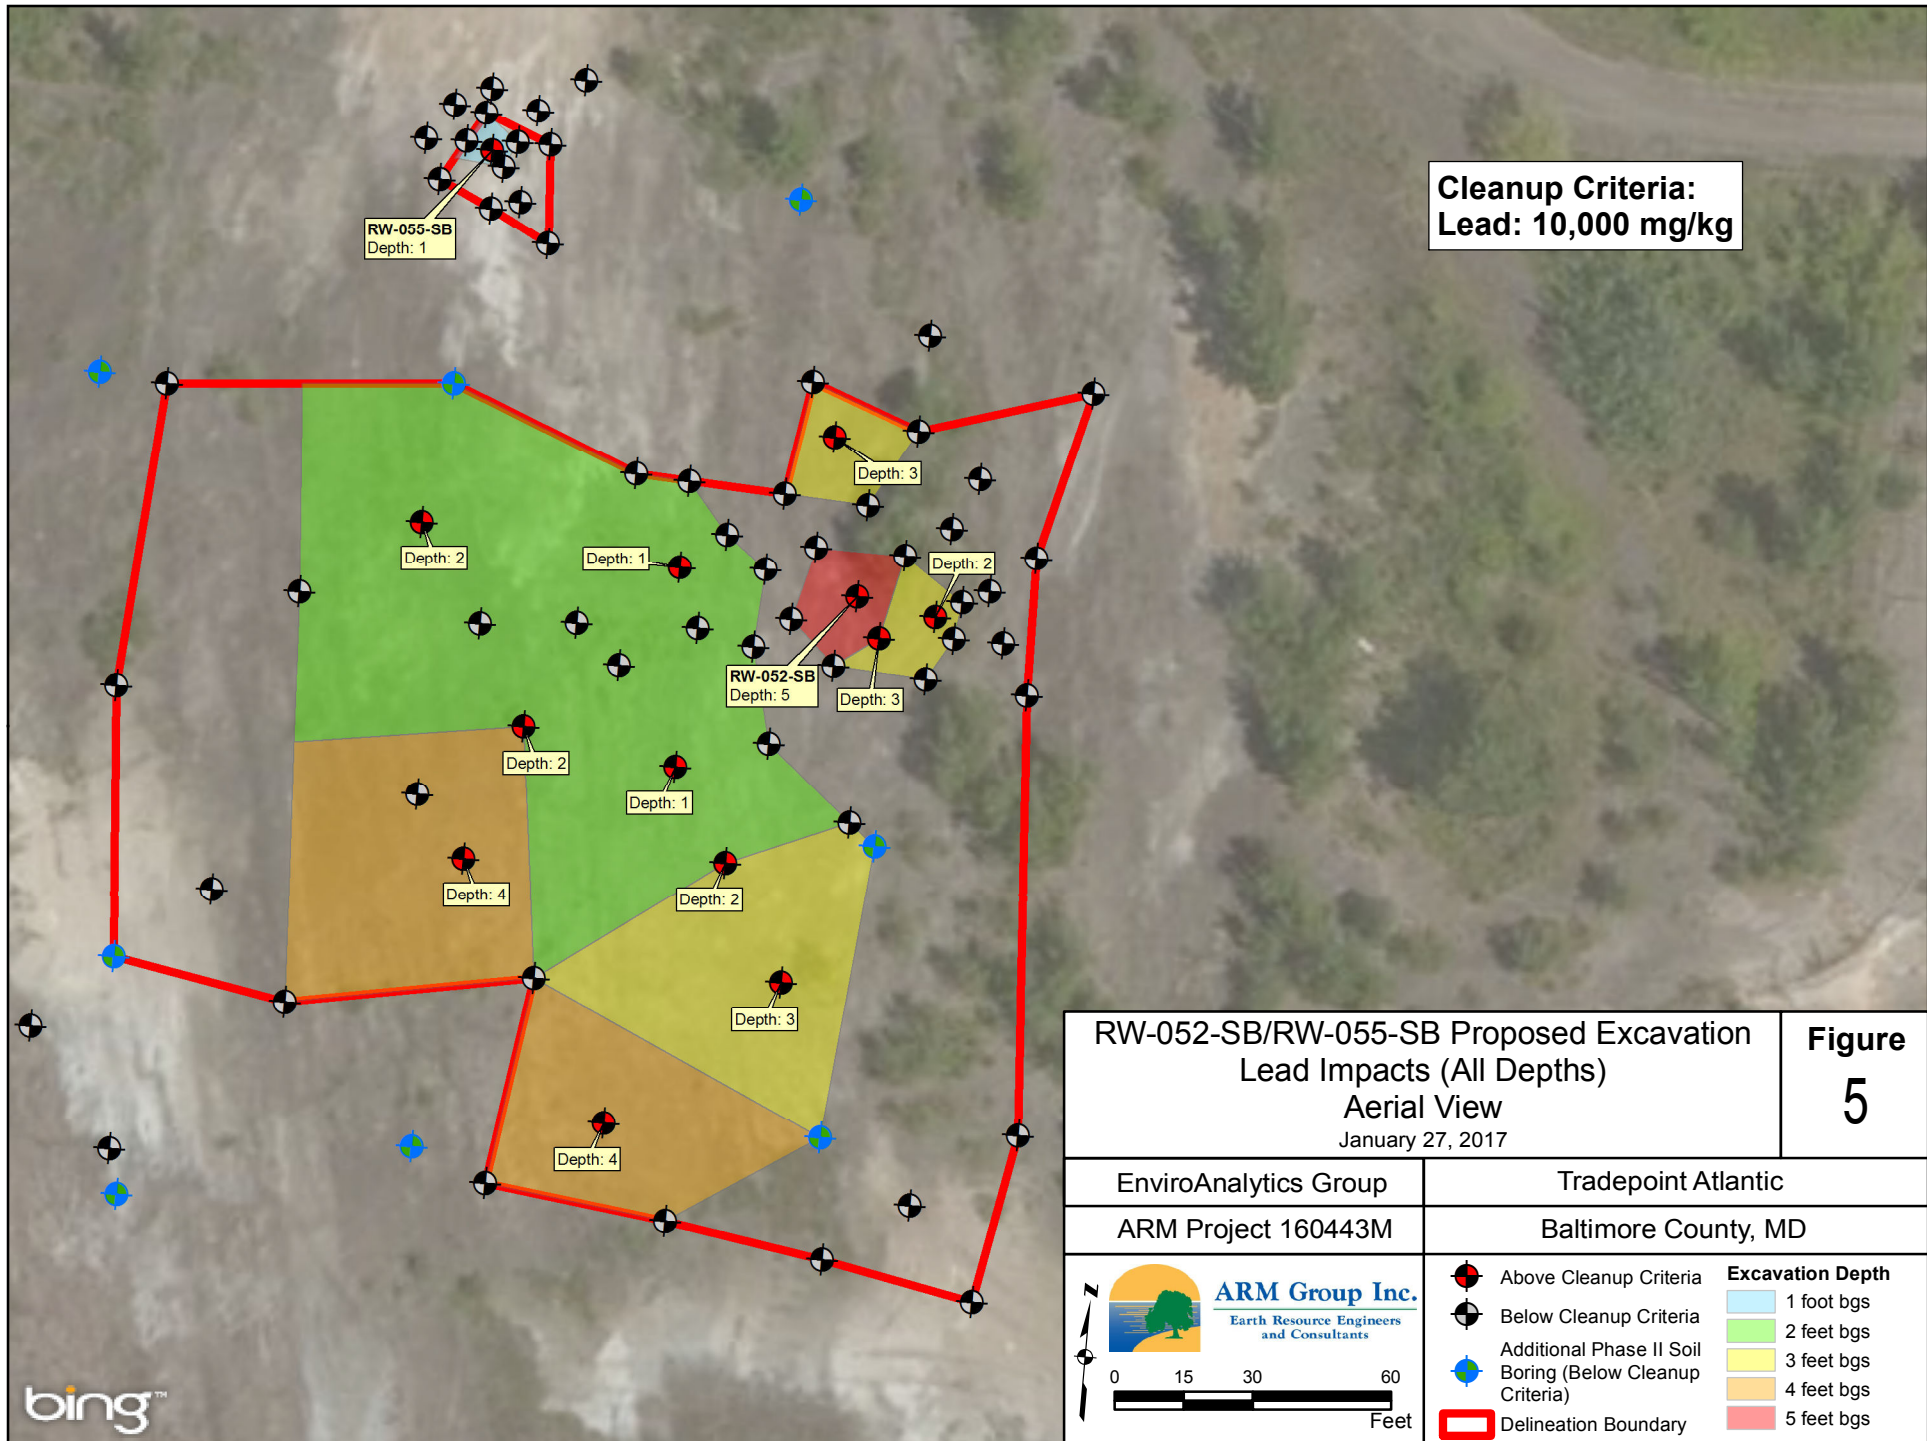 Cleanup Criteria:
Lead: 10,000 mg/kg
RW-055-SB
Depth: 1
Depth: 3
Depth: 2
Depth: 1
Depth: 2
RW-052-SB
Depth: 5
Depth: 3
Depth: 2
Depth: 1
Depth: 4
Depth: 2
Depth: 3
Depth: 4
RW-052-SB/RW-055-SB Proposed Excavation
Lead Impacts (All Depths)
Aerial View
January 27, 2017
Figure
5
EnviroAnalytics Group
Tradepoint Atlantic
ARM Project 160443M
Baltimore County, MD
N
ARM Group Inc.
Earth Resource Engineers
and Consultants
0 15 30 60
Feet
Above Cleanup Criteria
Below Cleanup Criteria
Additional Phase II Soil
Boring (Below Cleanup
Criteria)
Delineation Boundary
Excavation Depth
1 foot bgs
2 feet bgs
3 feet bgs
4 feet bgs
5 feet bgs
bing™